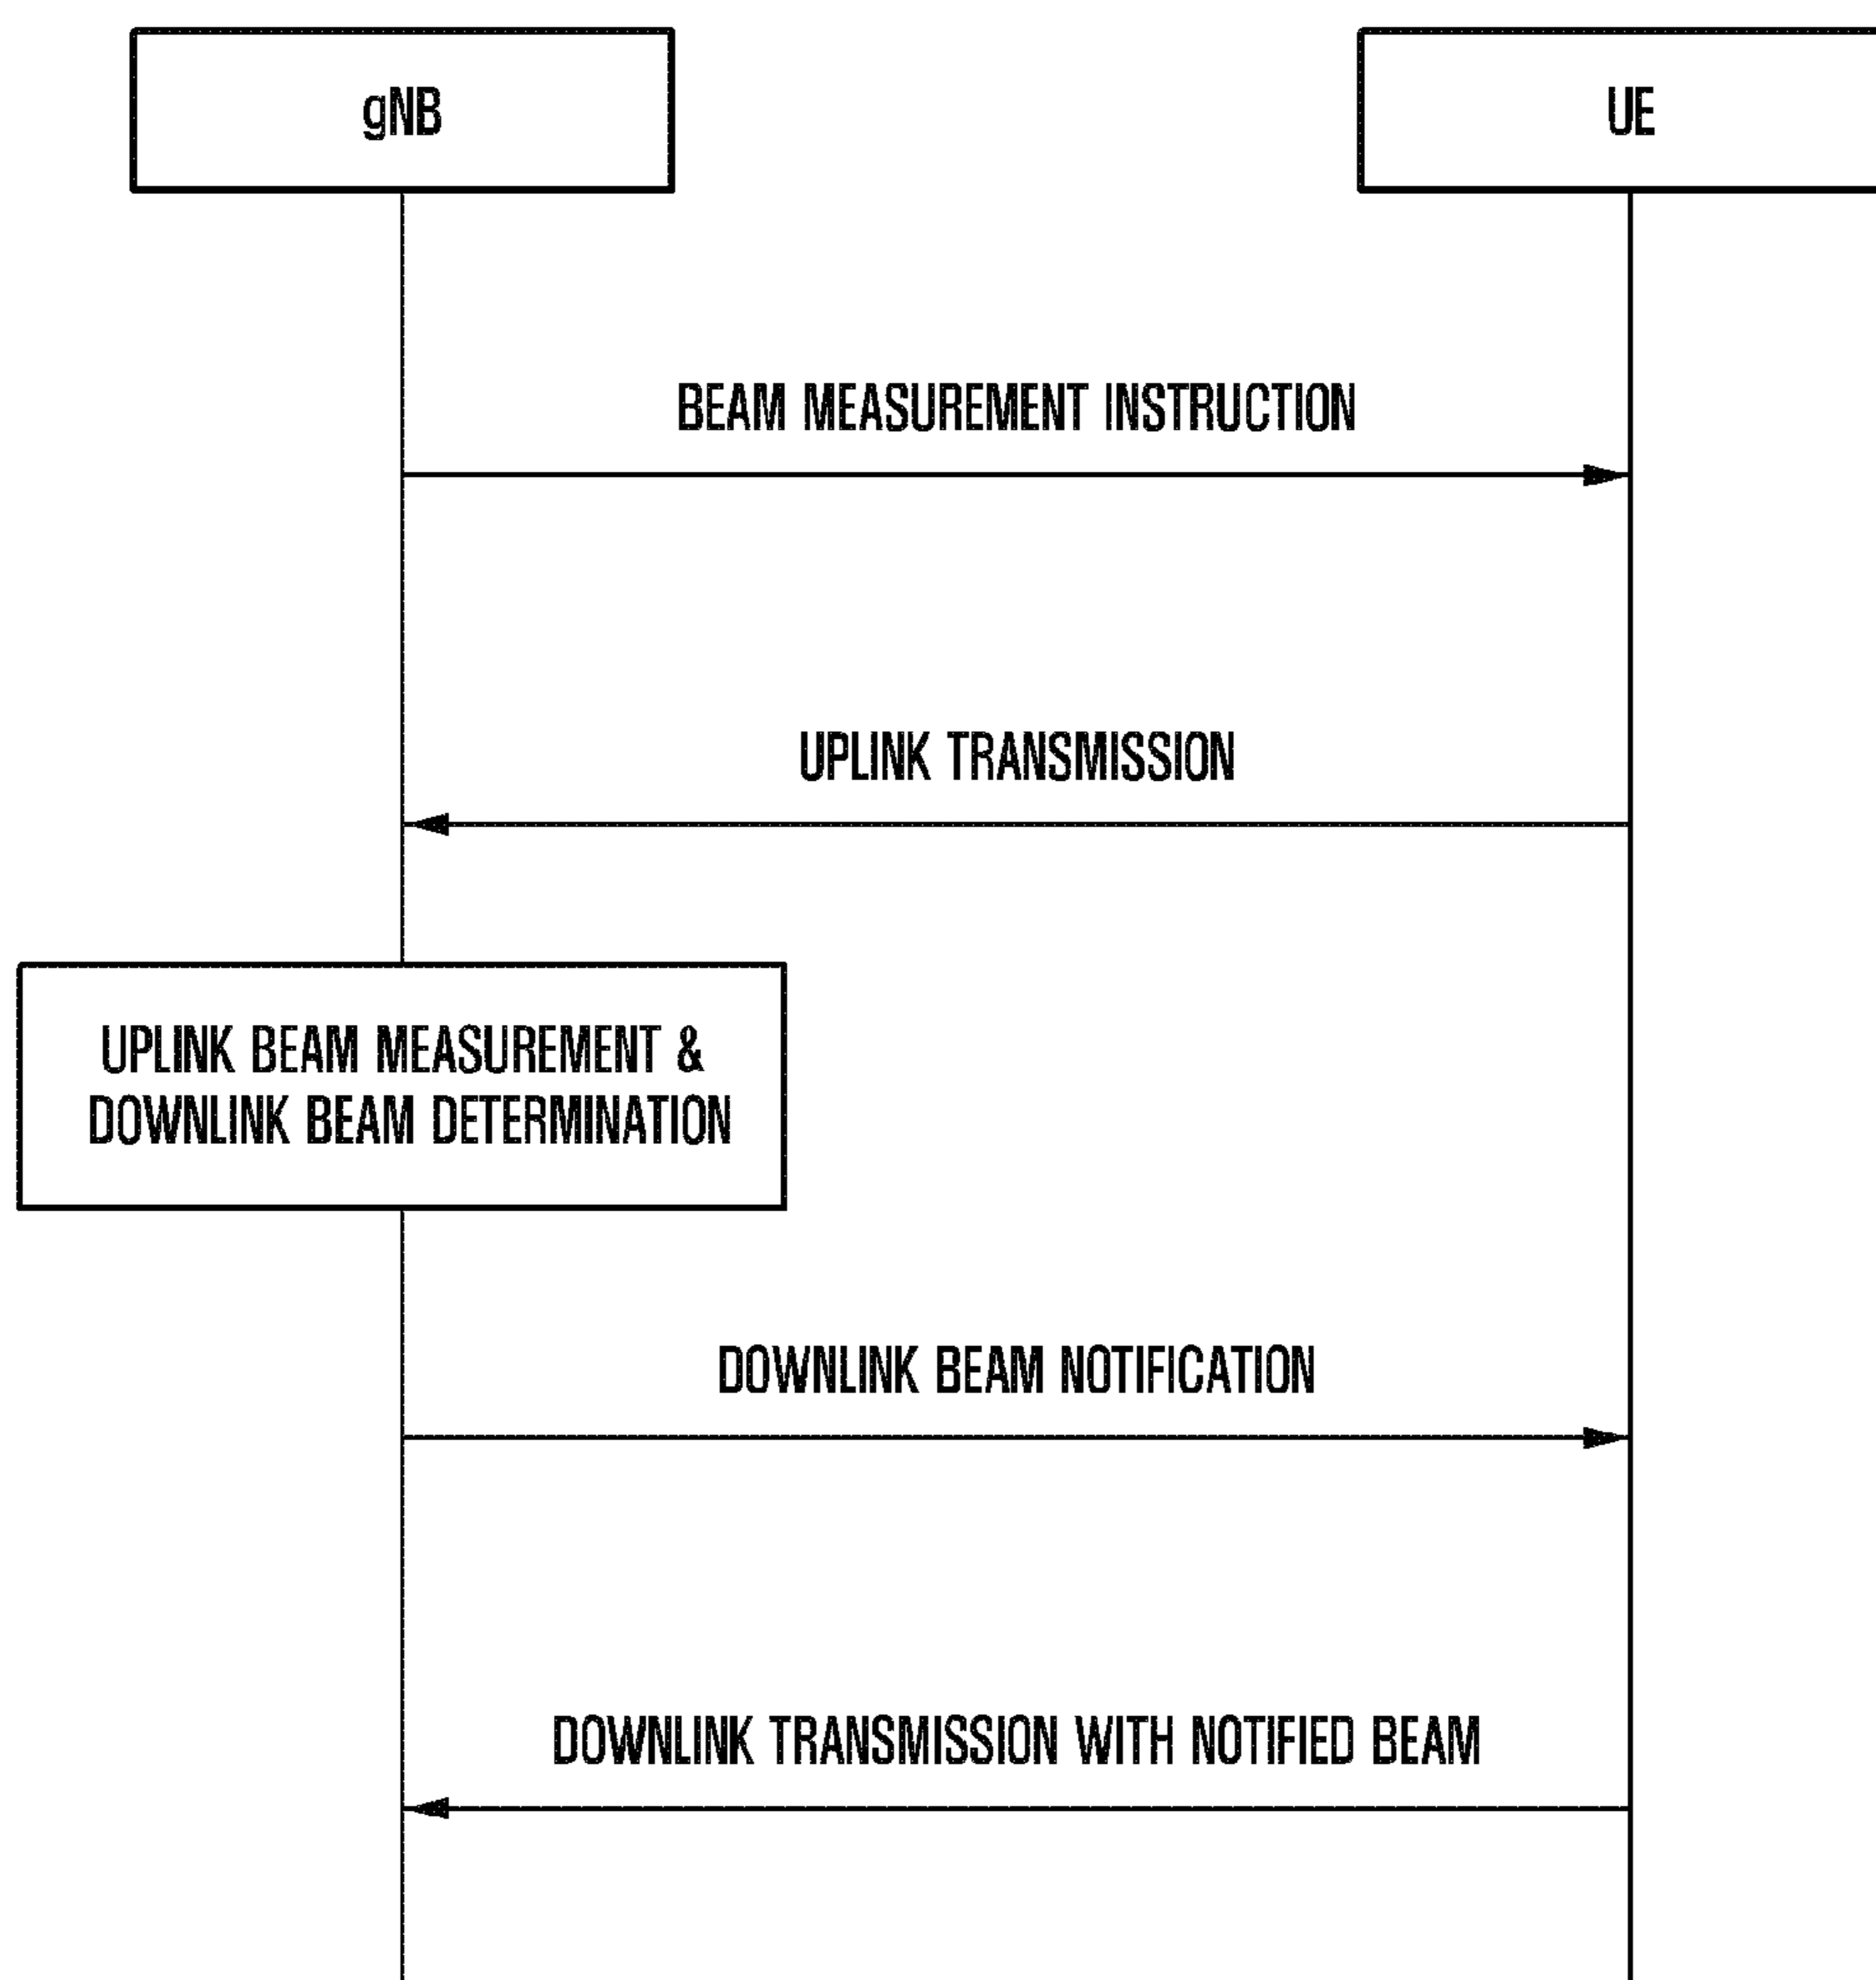 gNB
UE
BEAM MEASUREMENT INSTRUCTION
UPLINK TRANSMISSION
UPLINK BEAM MEASUREMENT &
DOWNLINK BEAM DETERMINATION
DOWNLINK BEAM NOTIFICATION
DOWNLINK TRANSMISSION WITH NOTIFIED BEAM